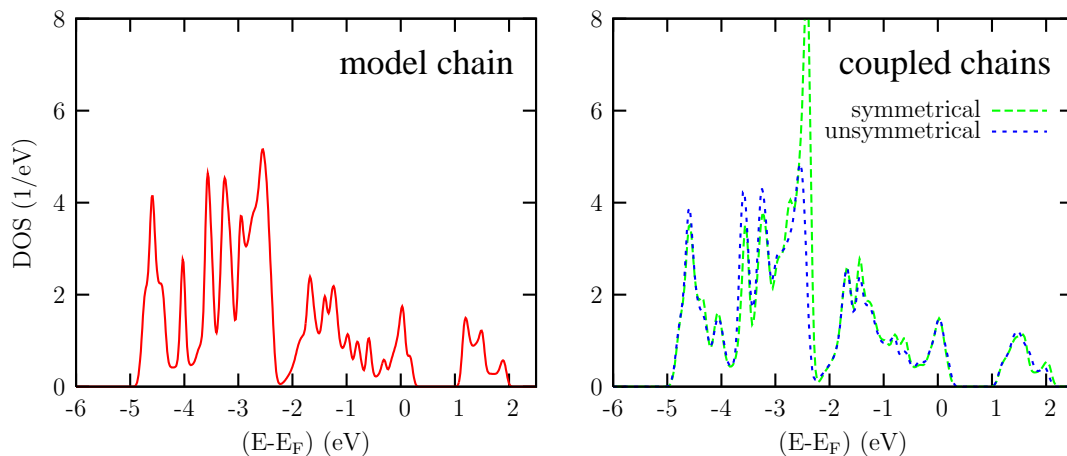 model chain
DOS (1/eV)
8
6
4
2
0
-6 -5 -4 -3 -2 -1 0 1 2
(E-E_F) (eV)
coupled chains
symmetrical
unsymmetrical
8
6
4
2
0
-6 -5 -4 -3 -2 -1 0 1 2
(E-E_F) (eV)